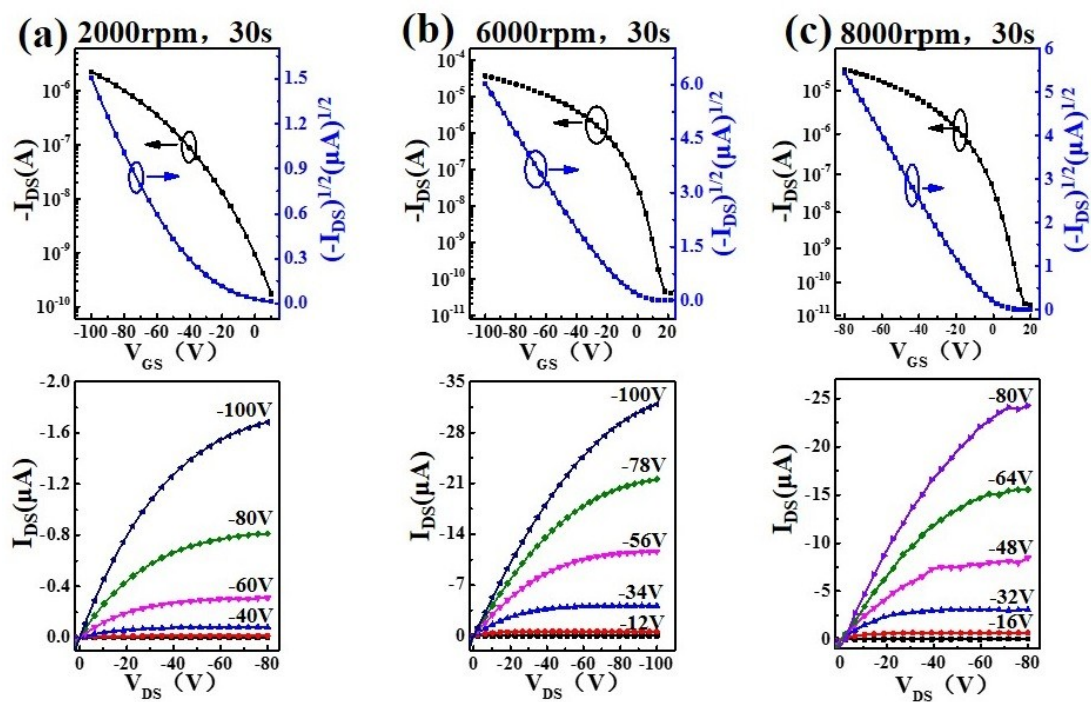 (a) 2000rpm，30s
10⁻⁶
10⁻⁷
10⁻⁸
10⁻⁹
10⁻¹⁰
-I_DS(A)
1.5
1.2
0.9
0.6
0.3
0.0
(-I_DS)^1/2(μA)^1/2
-100 -80 -60 -40 -20 0
V_GS（V）
(b) 6000rpm，30s
10⁻⁴
10⁻⁵
10⁻⁶
10⁻⁷
10⁻⁸
10⁻⁹
10⁻¹⁰
10⁻¹¹
-I_DS(A)
6.0
4.5
3.6
1.5
0.0
(-I_DS)^1/2(μA)^1/2
-100 -80 -60 -40 -20 0 20
V_GS（V）
(c) 8000rpm，30s
10⁻⁴
10⁻⁵
10⁻⁶
10⁻⁷
10⁻⁸
10⁻⁹
10⁻¹⁰
10⁻¹¹
-I_DS(A)
6
5
4
3
2
1
0
(-I_DS)^1/2(μA)^1/2
-80 -60 -40 -20 0 20
V_GS（V）
-2.0
-1.6
-1.2
-0.8
-0.4
0.0
I_DS(μA)
-100V
-80V
-60V
-40V
0 -20 -40 -60 -80
V_DS（V）
-35
-28
-21
-14
-7
0
I_DS(μA)
-100V
-78V
-56V
-34V
-12V
0 -20 -40 -60 -80 -100
V_DS（V）
-25
-20
-15
-10
-5
0
I_DS(μA)
-80V
-64V
-48V
-32V
-16V
0 -20 -40 -60 -80
V_DS（V）